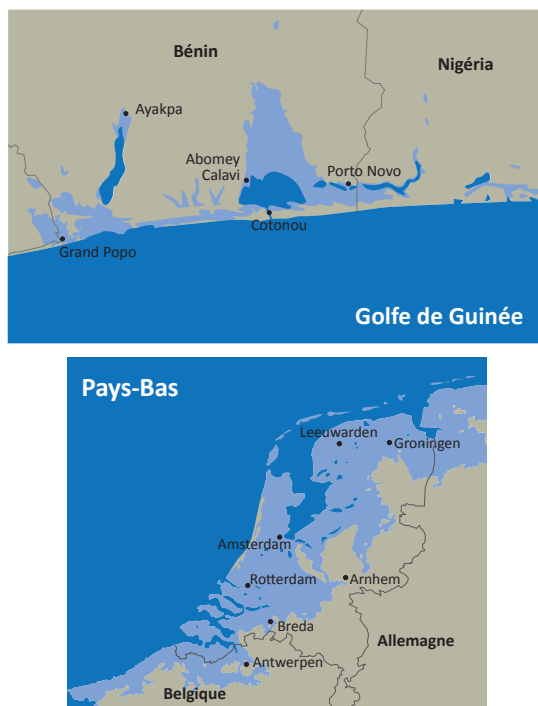 Bénin
Nigéria
Ayakpa
Abomey
Calavi
Porto Novo
Cotonou
Grand Popo
Golfe de Guinée
Pays-Bas
Leeuwarden
Groningen
Amsterdam
Rotterdam
Arnhem
Breda
Allemagne
Antwerpen
Belgique